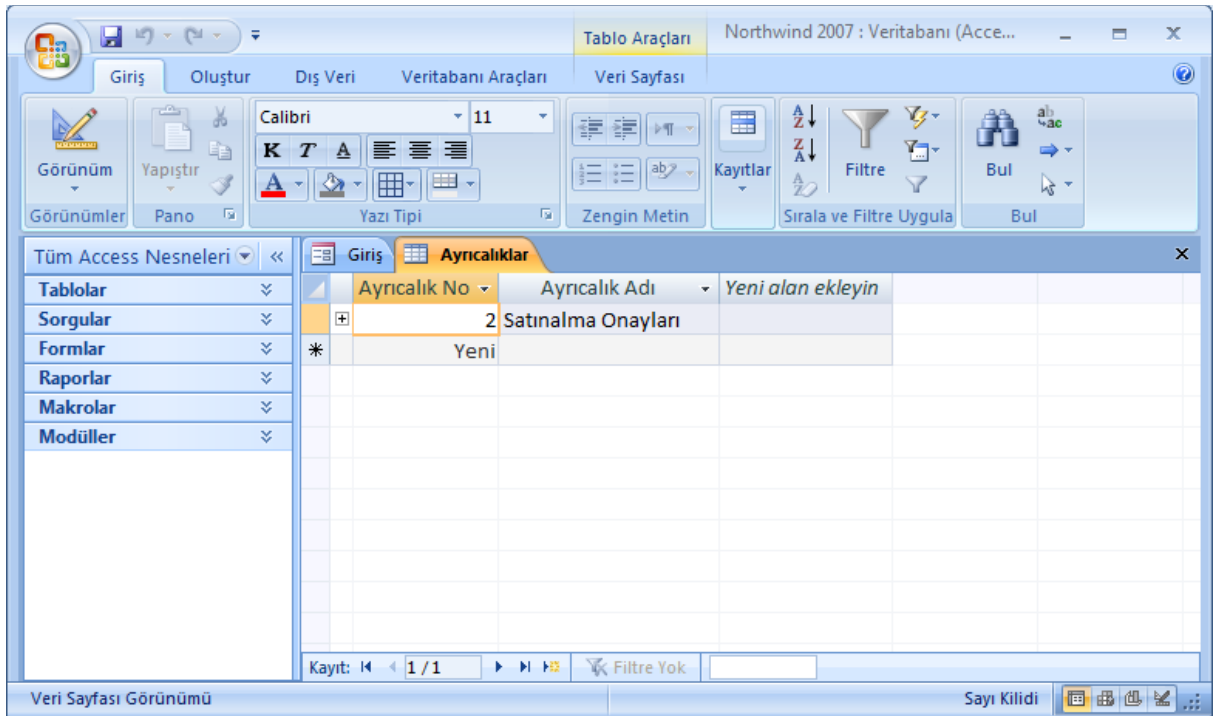 Tablo Araçları
Northwind 2007 : Veritabanı (Acce...
Giriş Oluştur Dış Veri Veritabanı Araçları Veri Sayfası
Calibri 11
K T A
Görünüm Yapıştır Kayıtlar Filtre Bul
Görünümler Pano Yazı Tipi Zengin Metin Sırala ve Filtre Uygula Bul
Tüm Access Nesneleri
Tablolar
Sorgular
Formlar
Raporlar
Makrolar
Modüller
Giriş Ayrıcalıklar
Ayrıcalık No Ayrıcalık Adı Yeni alan ekleyin
2 Satınalma Onayları
Yeni
Kayıt: 1 / 1 Filtre Yok
Veri Sayfası Görünümü Sayı Kilidi